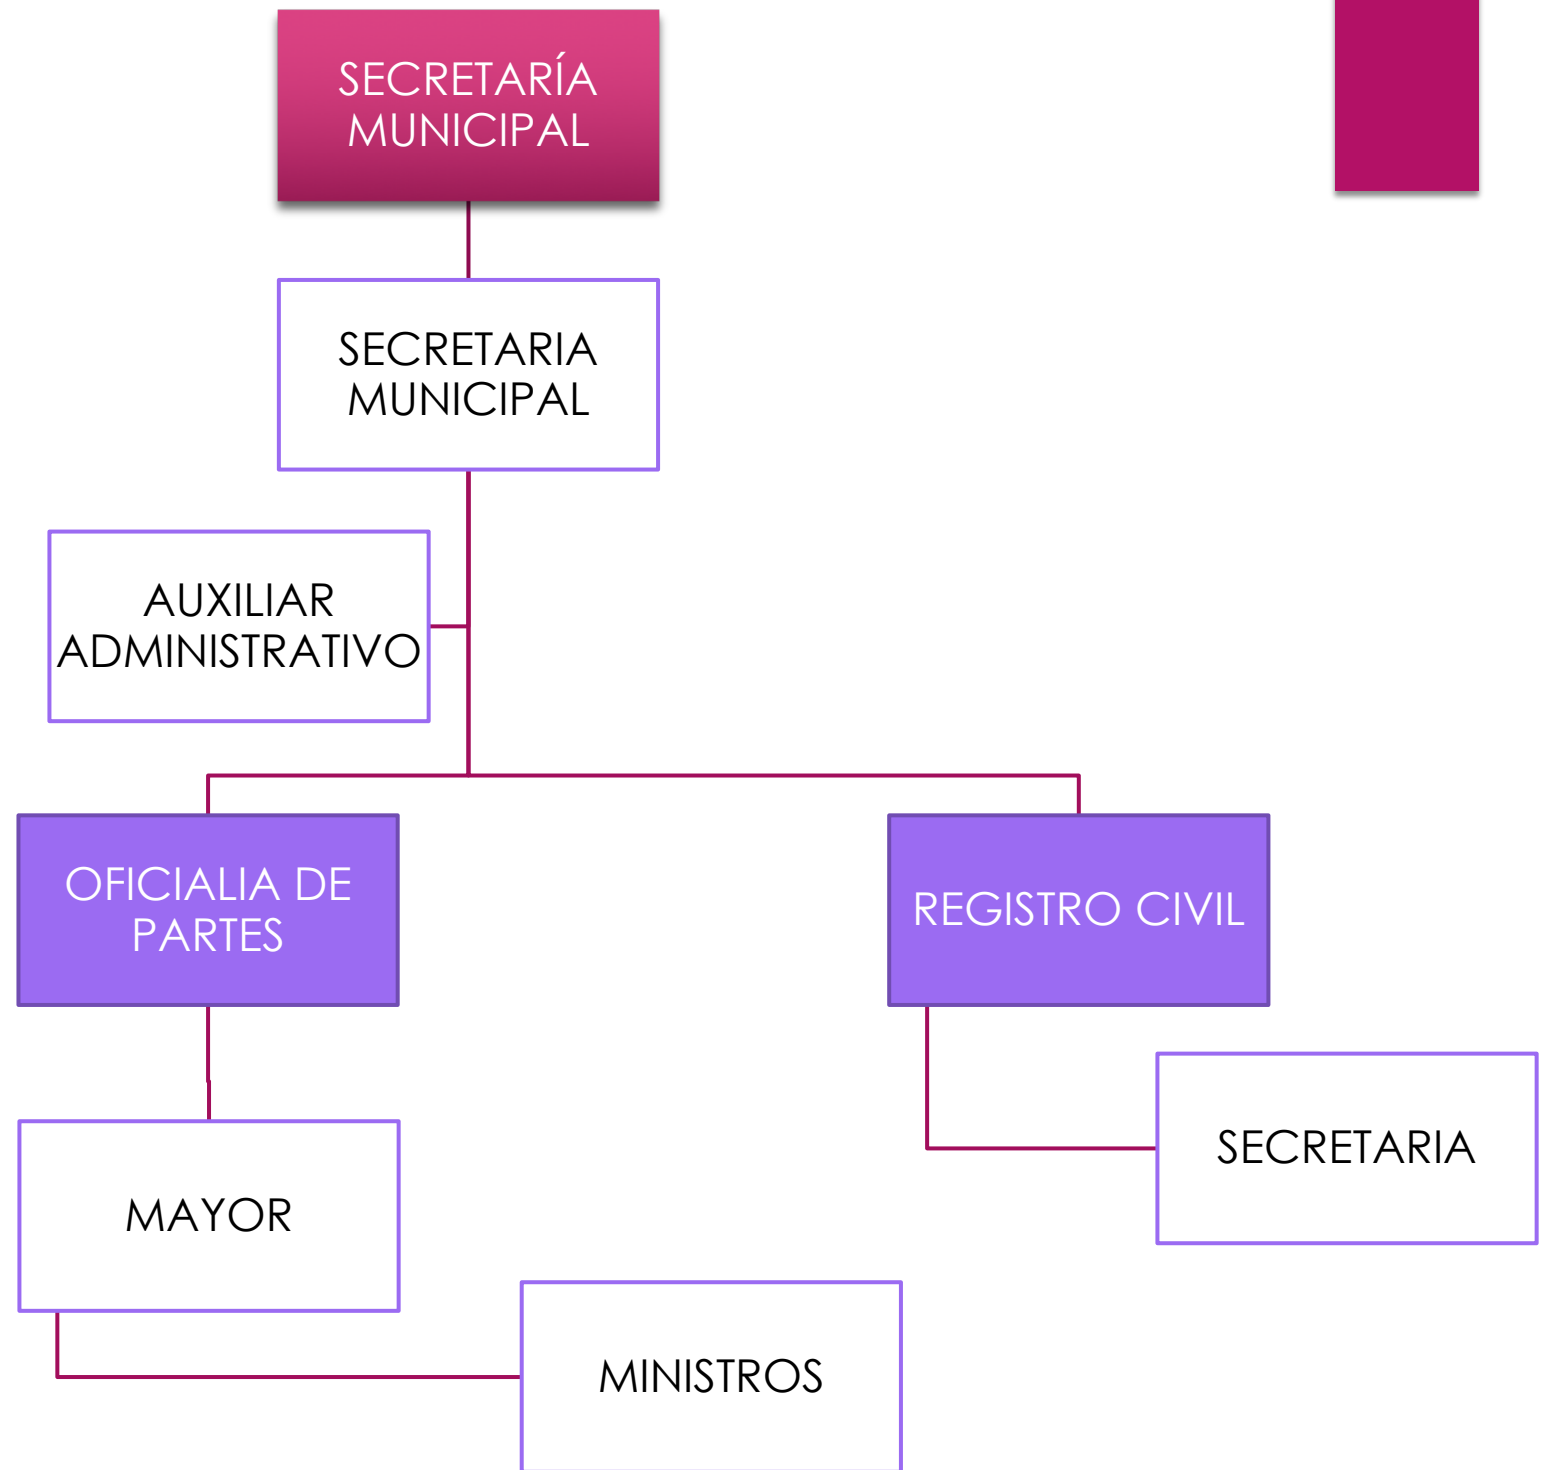 SECRETARÍA
MUNICIPAL
SECRETARIA
MUNICIPAL
AUXILIAR
ADMINISTRATIVO
OFICIALIA DE
PARTES
REGISTRO CIVIL
SECRETARIA
MAYOR
MINISTROS